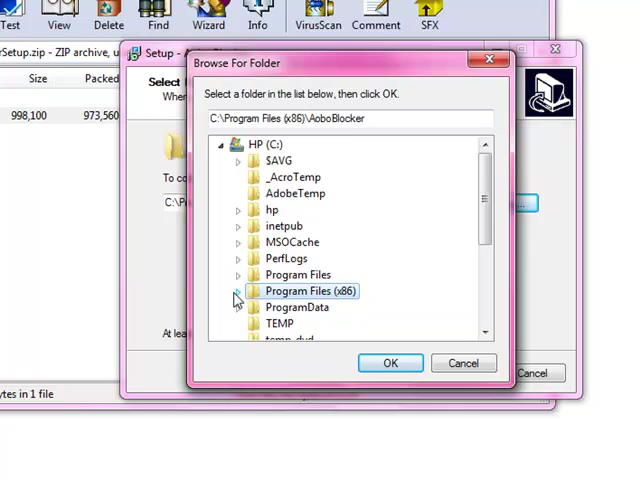 Test View Delete Find Wizard Info VirusScan Comment SFX
rSetup.zip - ZIP archive, u
Size Packed
998,100 973,560
Setup -
Select
Whe
To co
C:\P
At lea
Cancel
Browse For Folder
Select a folder in the list below, then click OK.
C:\Program Files (x86)\AoboBlocker
HP (C:)
$AVG
_AcroTemp
AdobeTemp
hp
inetpub
MSOCache
PerfLogs
Program Files
Program Files (x86)
ProgramData
TEMP
temp_dvd
OK Cancel
ytes in 1 file